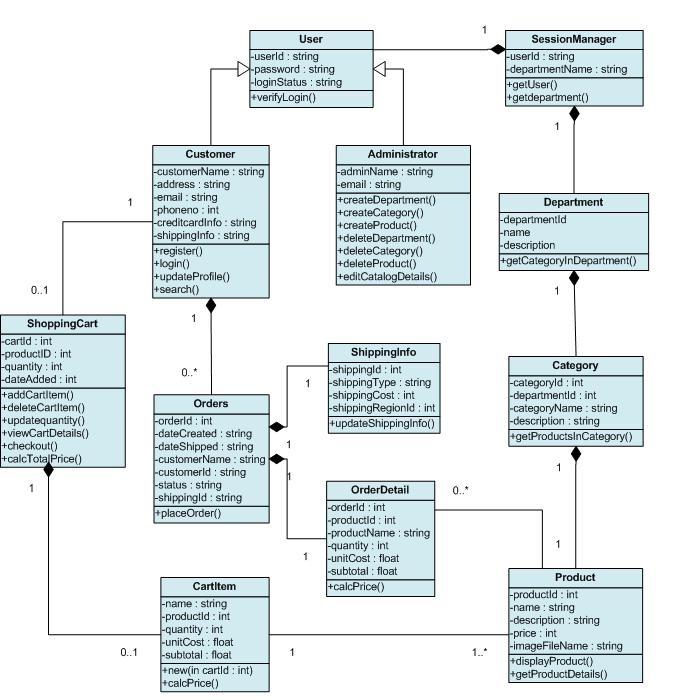 User
-userId : string
-password : string
-loginStatus : string
+verifyLogin()
1
SessionManager
-userId : string
-departmentName : string
+getUser()
+getdepartment()
1
Customer
-customerName : string
-address : string
-email : string
-phoneno : int
-creditcardInfo : string
-shippingInfo : string
+register()
+login()
+updateProfile()
+search()
1
Administrator
-adminName : string
-email : string
+createDepartment()
+createCategory()
+createProduct()
+deleteDepartment()
+deleteCategory()
+deleteProduct()
+editCatalogDetails()
Department
-departmentId
-name
-description
+getCategoryInDepartment()
1
1
0..1
0..*
ShoppingCart
-cartId : int
-productID : int
-quantity : int
-dateAdded : int
+addCartItem()
+deleteCartItem()
+updatequantity()
+viewCartDetails()
+checkout()
+calcTotalPrice()
1
ShippingInfo
-shippingId : int
-shippingType : string
-shippingCost : int
-shippingRegionId : int
+updateShippingInfo()
1
1
Category
-categoryId : int
-departmentId : int
-categoryName : string
-description : string
+getProductsInCategory()
1
Orders
-orderId : int
-dateCreated : string
-dateShipped : string
-customerName : string
-customerId : string
-status : string
-shippingId : string
+placeOrder()
1
1
OrderDetail
-orderId : int
-productId : int
-productName : string
-quantity : int
-unitCost : float
-subtotal : float
+calcPrice()
0..*
1
1
CartItem
-name : string
-productId : int
-quantity : int
-unitCost : float
-subtotal : float
+new(in cartId : int)
+calcPrice()
0..1
1
1..*
Product
-productId : int
-name : string
-description : string
-price : int
-imageFileName : string
+displayProduct()
+getProductDetails()